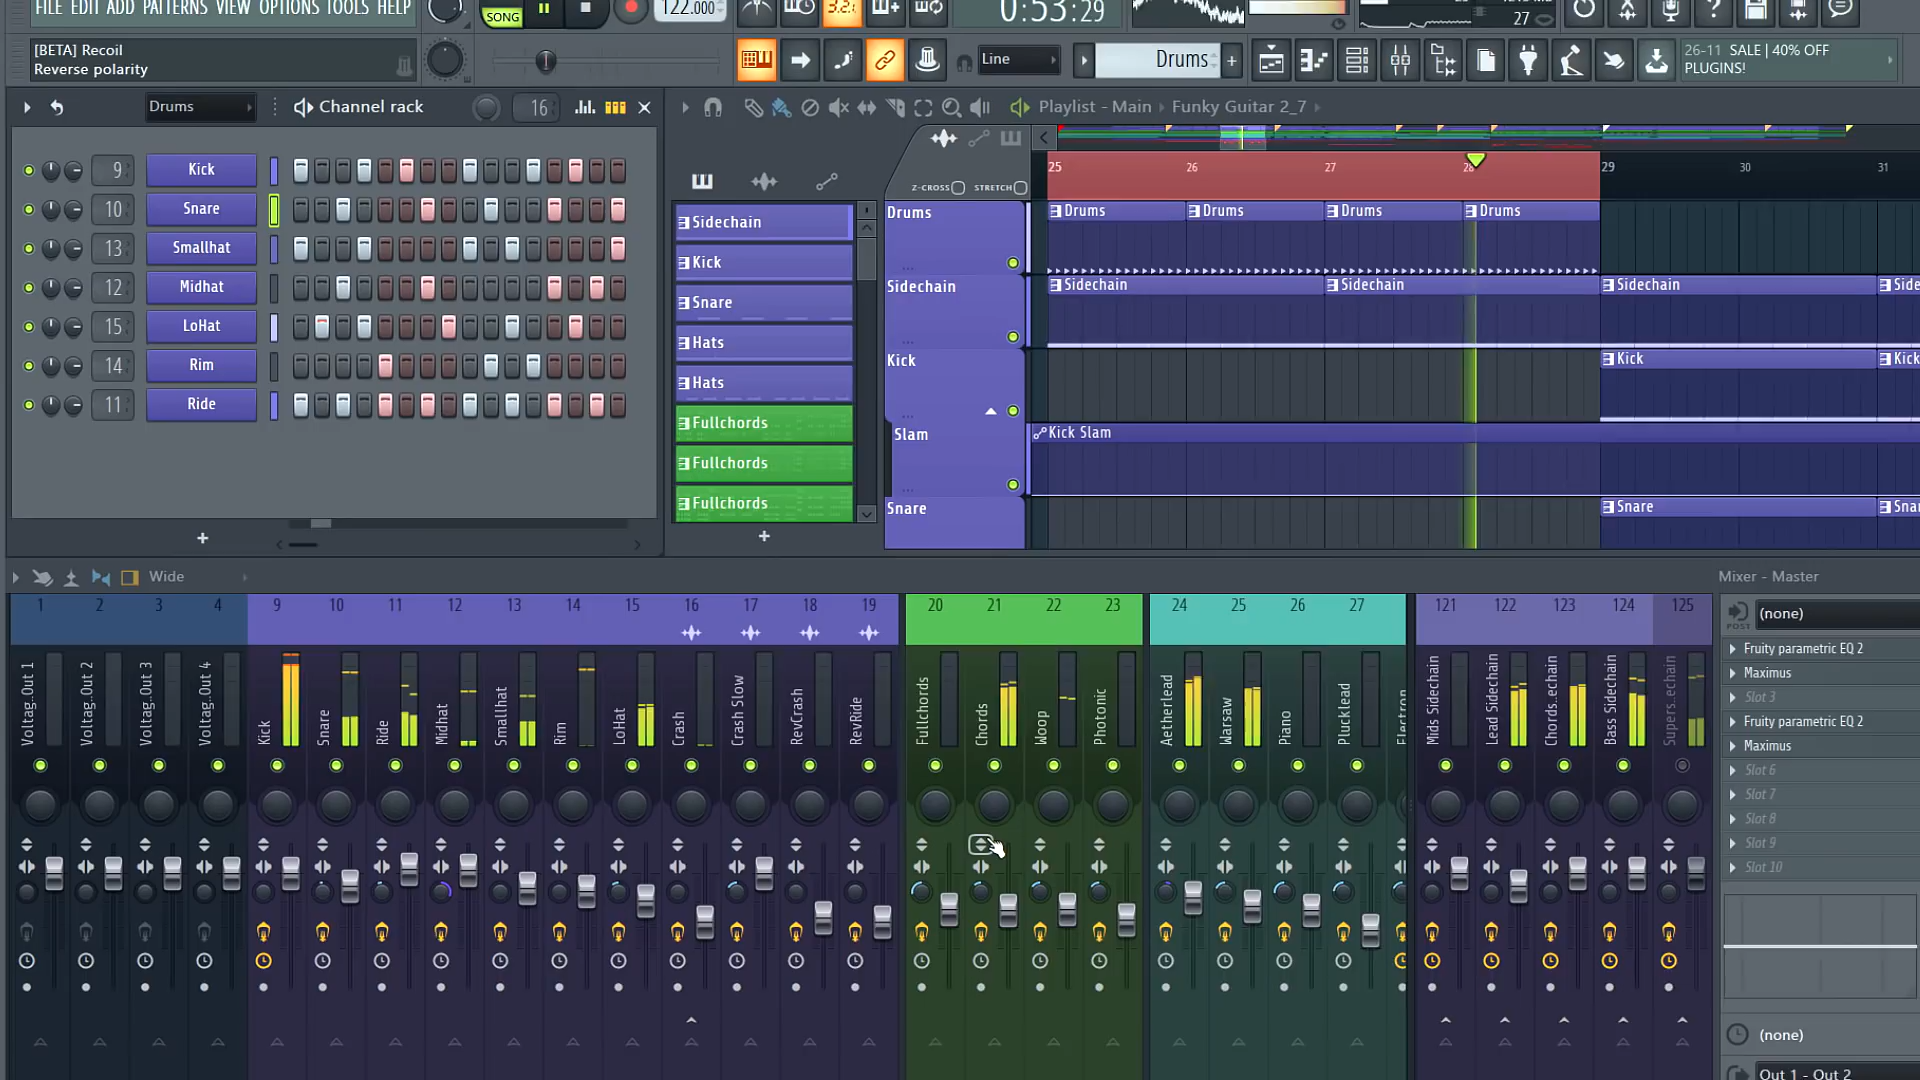 FILE EDIT ADD PATTERNS VIEW OPTIONS TOOLS HELP
SONG
122.000
3.2.
0:53:29
27
[BETA] Recoil
Reverse polarity
Line
Drums
26-11 SALE | 40% OFF
PLUGINS!
Drums
Channel rack
16
Playlist - Main
Funky Guitar 2_7
9
Kick
10
Snare
13
Smallhat
12
Midhat
15
LoHat
14
Rim
11
Ride
Z-CROSS
STRETCH
25
26
27
29
30
31
Sidechain
Kick
Snare
Hats
Hats
Fullchords
Fullchords
Fullchords
Drums
Drums
Drums
Drums
Drums
Sidechain
Sidechain
Sidechain
Sidechain
Side
Kick
Kick
Kick
Slam
Kick Slam
Snare
Snare
Snar
Wide
Mixer - Master
1
2
3
4
9
10
11
12
13
14
15
16
17
18
19
20
21
22
23
24
25
26
27
121
122
123
124
125
Voltag.Out 1
Voltag.Out 2
Voltag.Out 3
Voltag.Out 4
Kick
Snare
Ride
Midhat
Smallhat
Rim
LoHat
Crash
Crash Slow
RevCrash
RevRide
Fullchords
Chords
Woop
Photonic
Aetherlead
Warsaw
Piano
Plucklead
Mids Sidechain
Lead Sidechain
Chords.echain
Bass Sidechain
Supers.echain
(none)
POST
Fruity parametric EQ 2
Maximus
Slot 3
Fruity parametric EQ 2
Maximus
Slot 6
Slot 7
Slot 8
Slot 9
Slot 10
(none)
Out 1 - Out 2